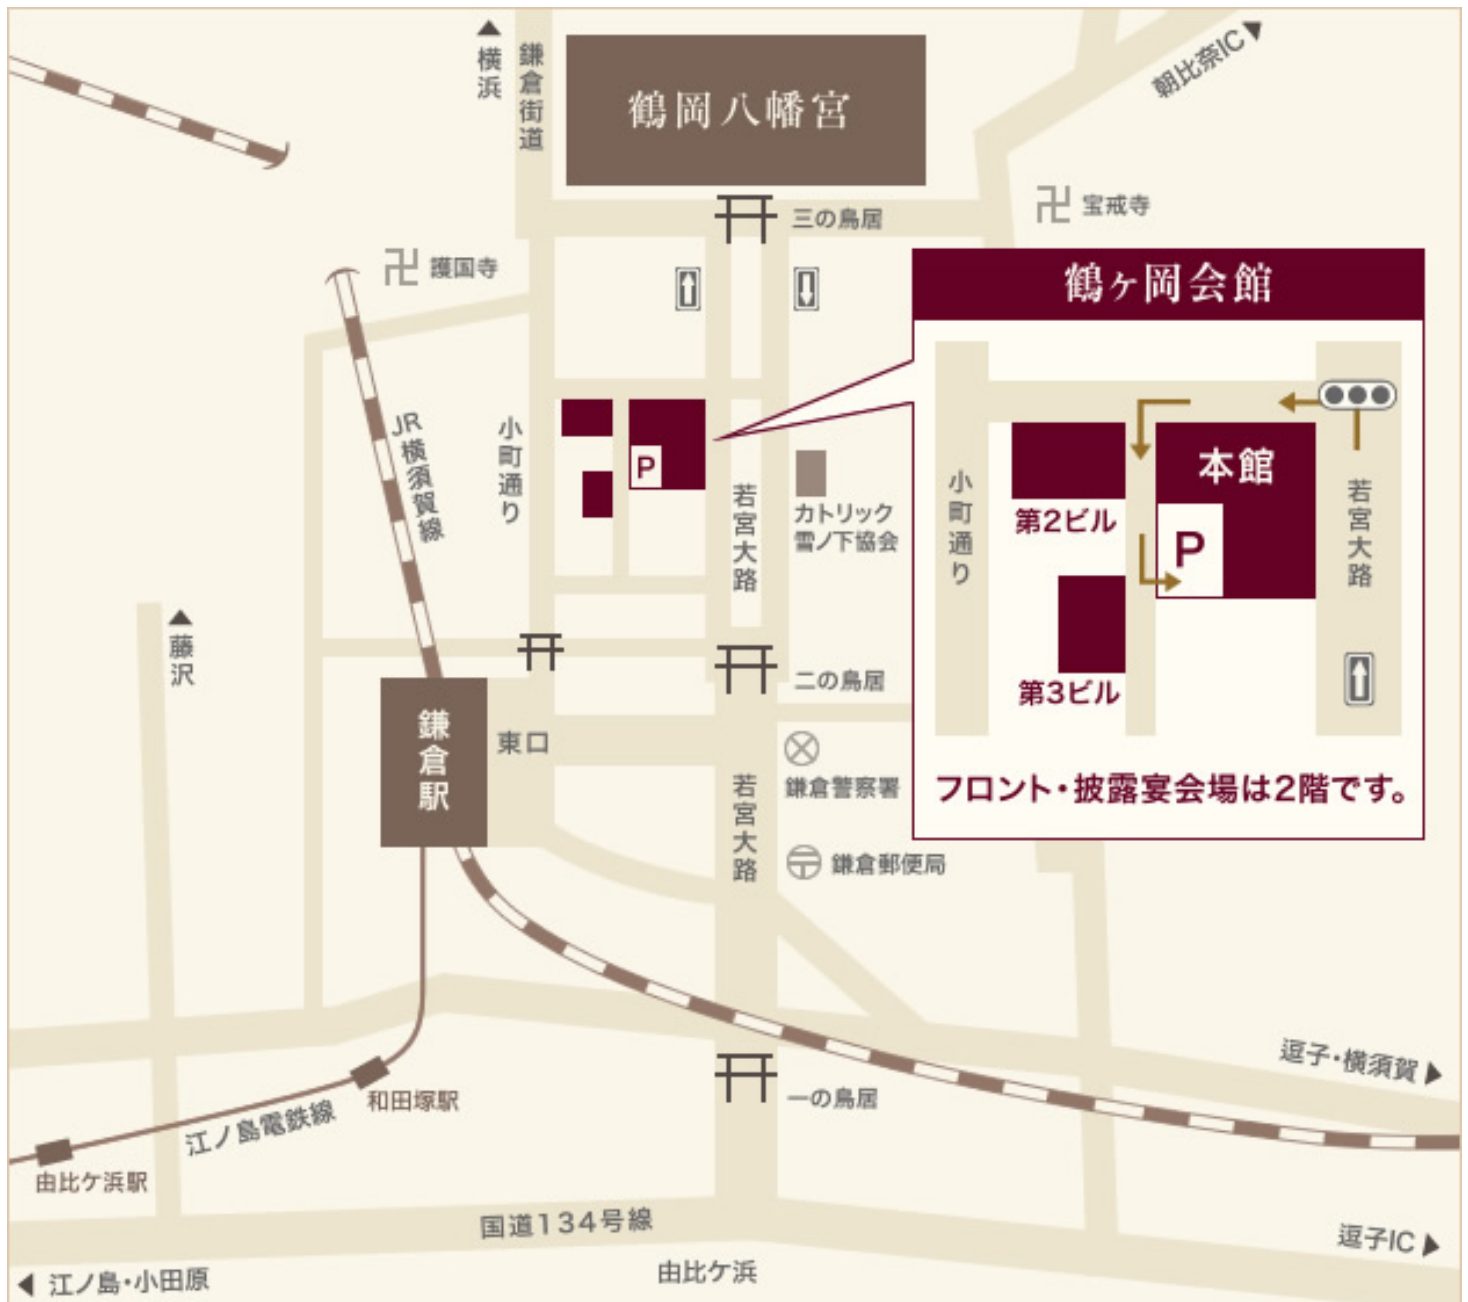 横浜
鎌倉街道
鶴岡八幡宮
朝比奈IC
三の鳥居
宝戒寺
護国寺
鶴ヶ岡会館
JR横須賀線
小町通り
P
若宮大路
カトリック
雪ノ下協会
小町通り
本館
第2ビル
P
若宮大路
第3ビル
フロント・披露宴会場は2階です。
藤沢
二の鳥居
鎌倉駅
東口
若宮大路
鎌倉警察署
鎌倉郵便局
逗子・横須賀
一の鳥居
和田塚駅
江ノ島電鉄線
由比ケ浜駅
国道134号線
逗子IC
江ノ島・小田原
由比ケ浜